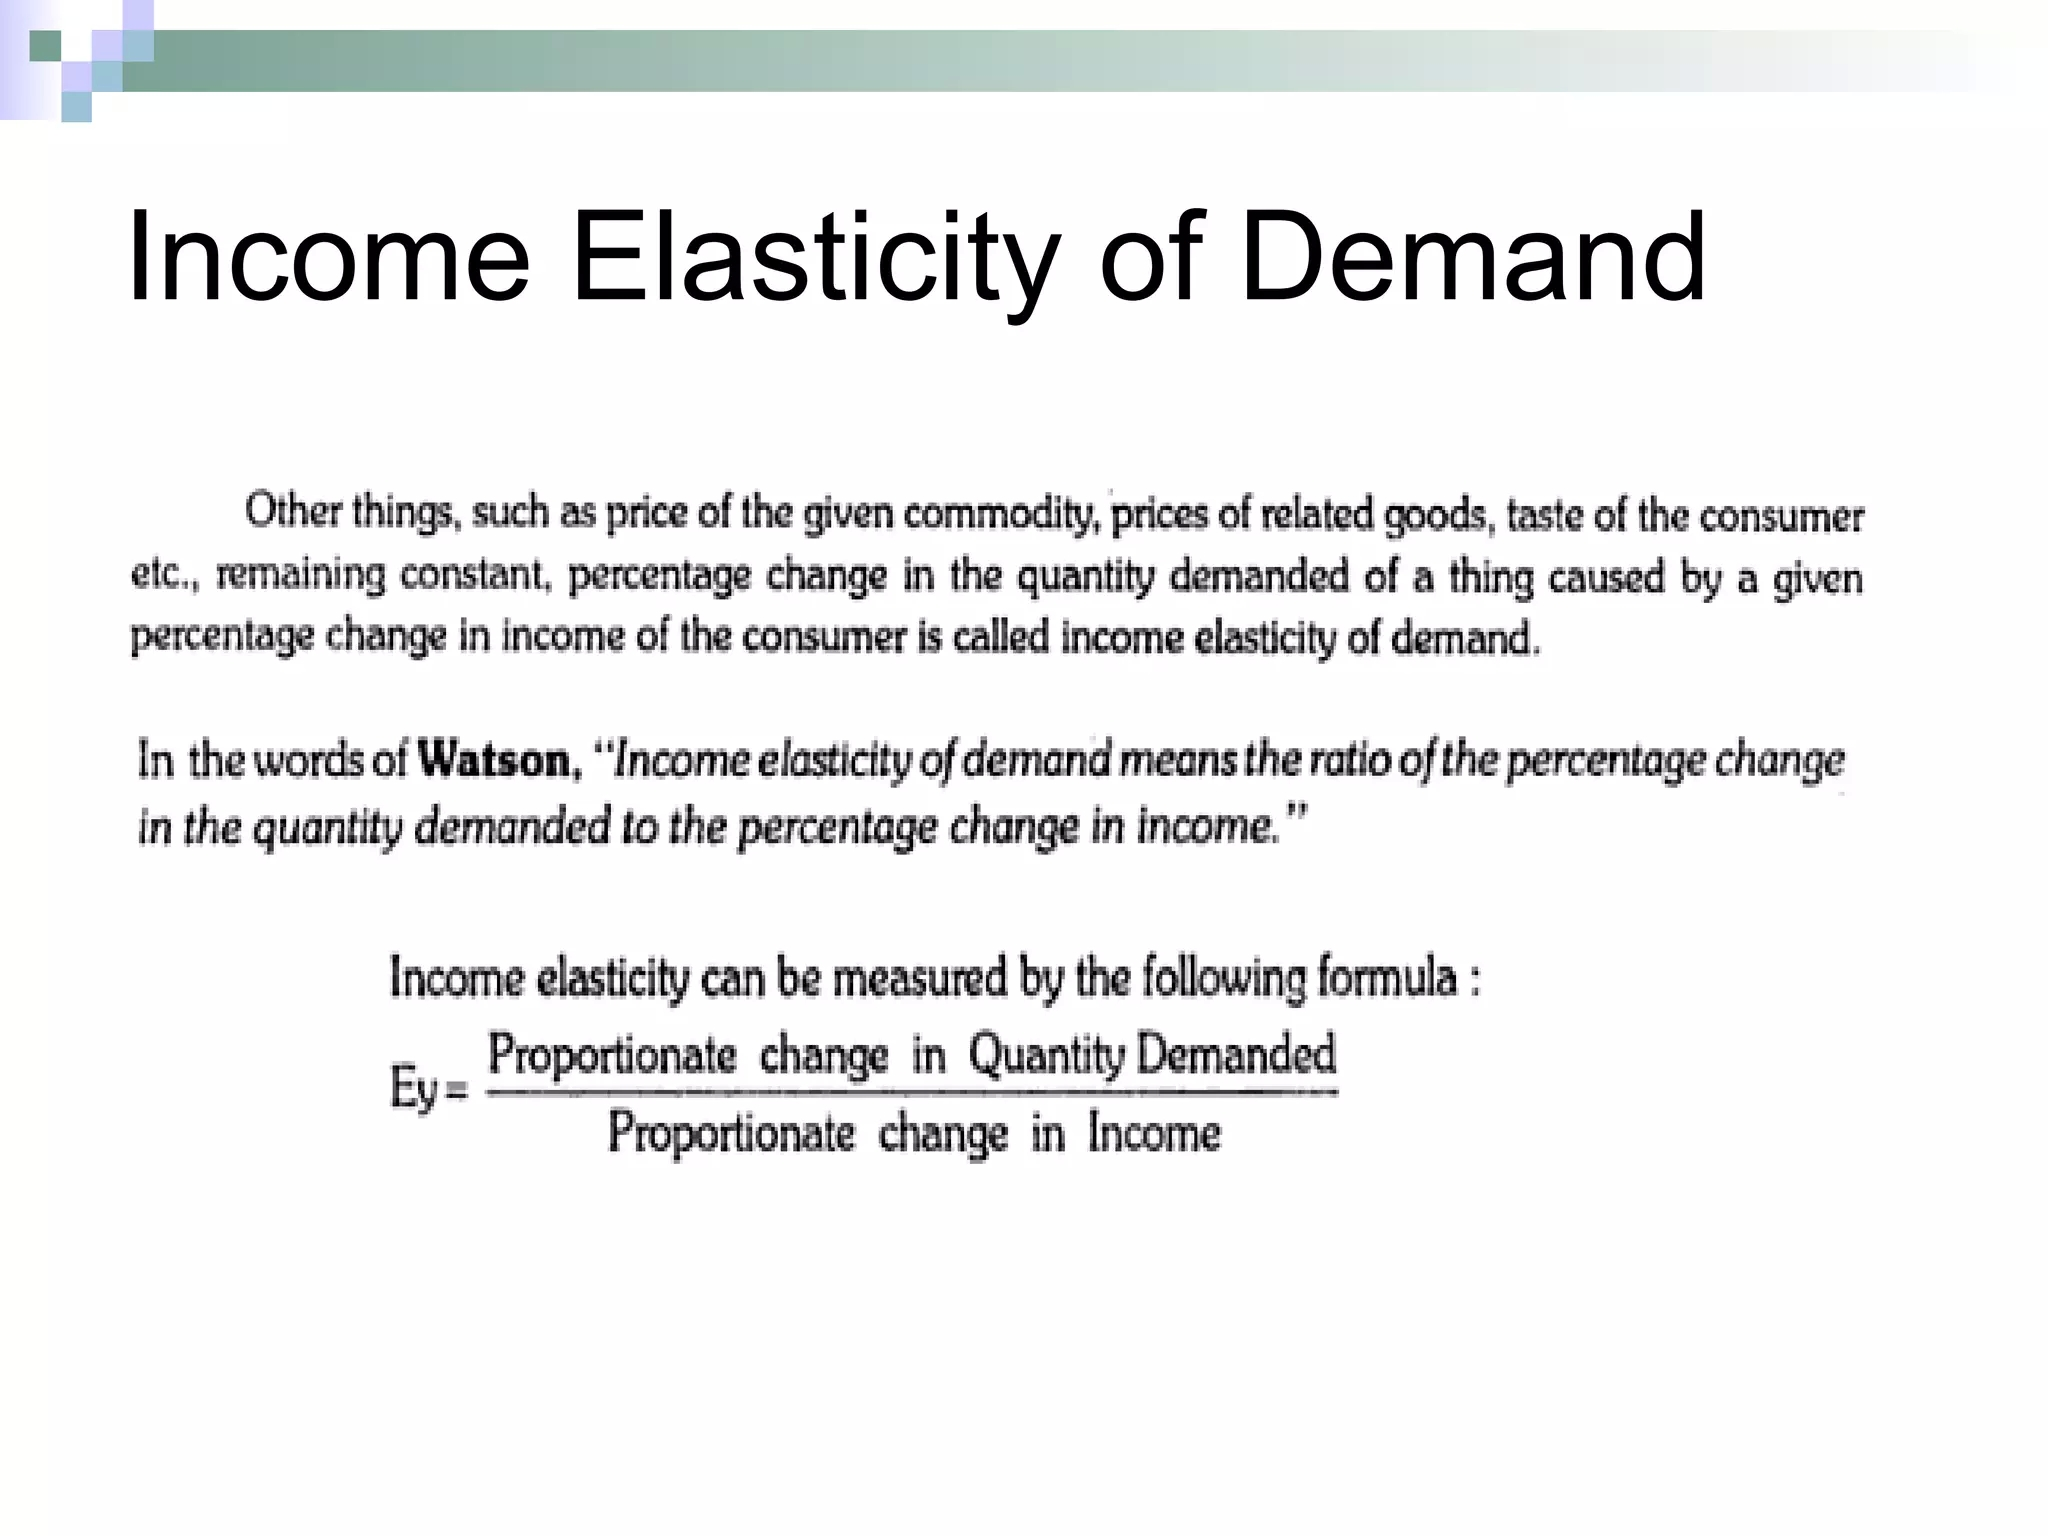 Income Elasticity of Demand
Other things, such as price of the given commodity, prices of related goods, taste of the consumer
etc., remaining constant, percentage change in the quantity demanded of a thing caused by a given
percentage change in income of the consumer is called income elasticity of demand.
In the words of Watson, “Income elasticity of demand means the ratio of the percentage change
in the quantity demanded to the percentage change in income.”
Income elasticity can be measured by the following formula :
Proportionate change in Quantity Demanded
Ey =
Proportionate change in Income